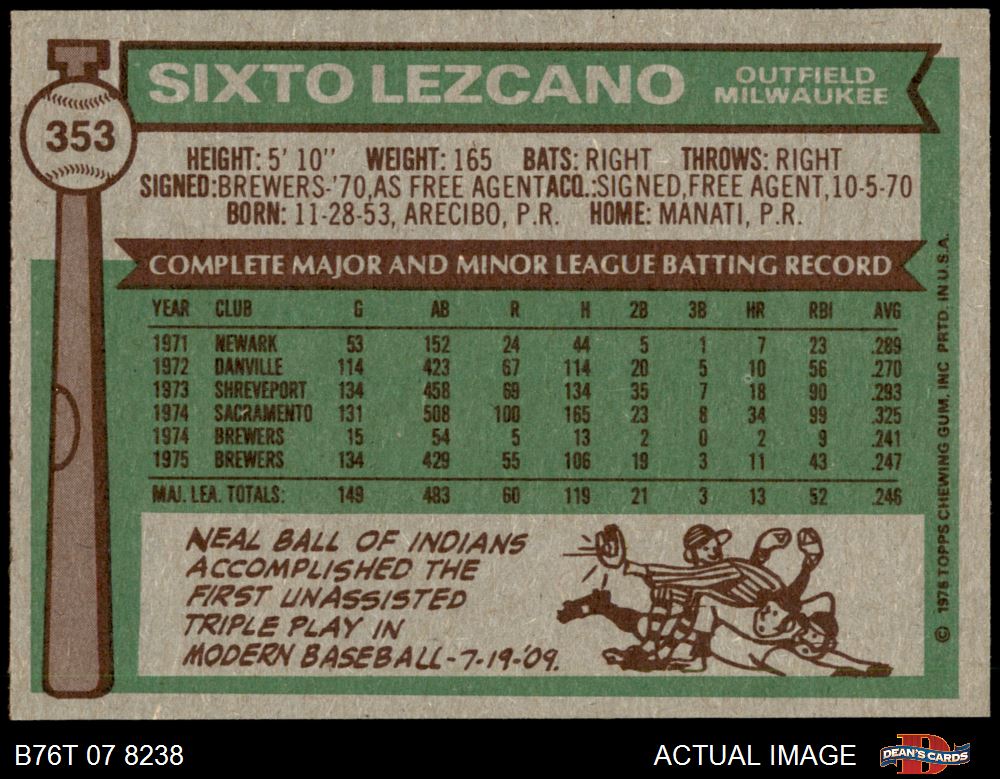 353
SIXTO LEZCANO
OUTFIELD
MILWAUKEE
HEIGHT: 5' 10" WEIGHT: 165 BATS: RIGHT THROWS: RIGHT
SIGNED:BREWERS-'70,AS FREE AGENT ACQ.:SIGNED,FREE AGENT,10-5-70
BORN: 11-28-53, ARECIBO, P.R. HOME: MANATI, P.R.
COMPLETE MAJOR AND MINOR LEAGUE BATTING RECORD
YEAR CLUB G AB R H 2B 3B HR RBI AVG
1971 NEWARK 53 152 24 44 5 1 7 23 .289
1972 DANVILLE 114 423 67 114 20 5 10 56 .270
1973 SHREVEPORT 134 458 69 134 35 7 18 90 .293
1974 SACRAMENTO 131 508 100 165 23 8 34 99 .325
1974 BREWERS 15 54 5 13 2 0 2 9 .241
1975 BREWERS 134 429 55 106 19 3 11 43 .247
MAJ. LEA. TOTALS: 149 483 60 119 21 3 13 52 .246
NEAL BALL OF INDIANS
ACCOMPLISHED THE
FIRST UNASSISTED
TRIPLE PLAY IN
MODERN BASEBALL-7-19-'09.
© 1976 TOPPS CHEWING GUM, INC PRTD. IN U.S.A.
B76T 07 8238
ACTUAL IMAGE
D
DEAN'S CARDS